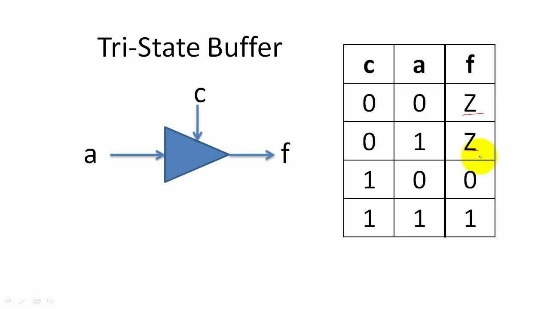 Tri-State Buffer
c
a
f
c a f
0 0 Z
0 1 Z
1 0 0
1 1 1